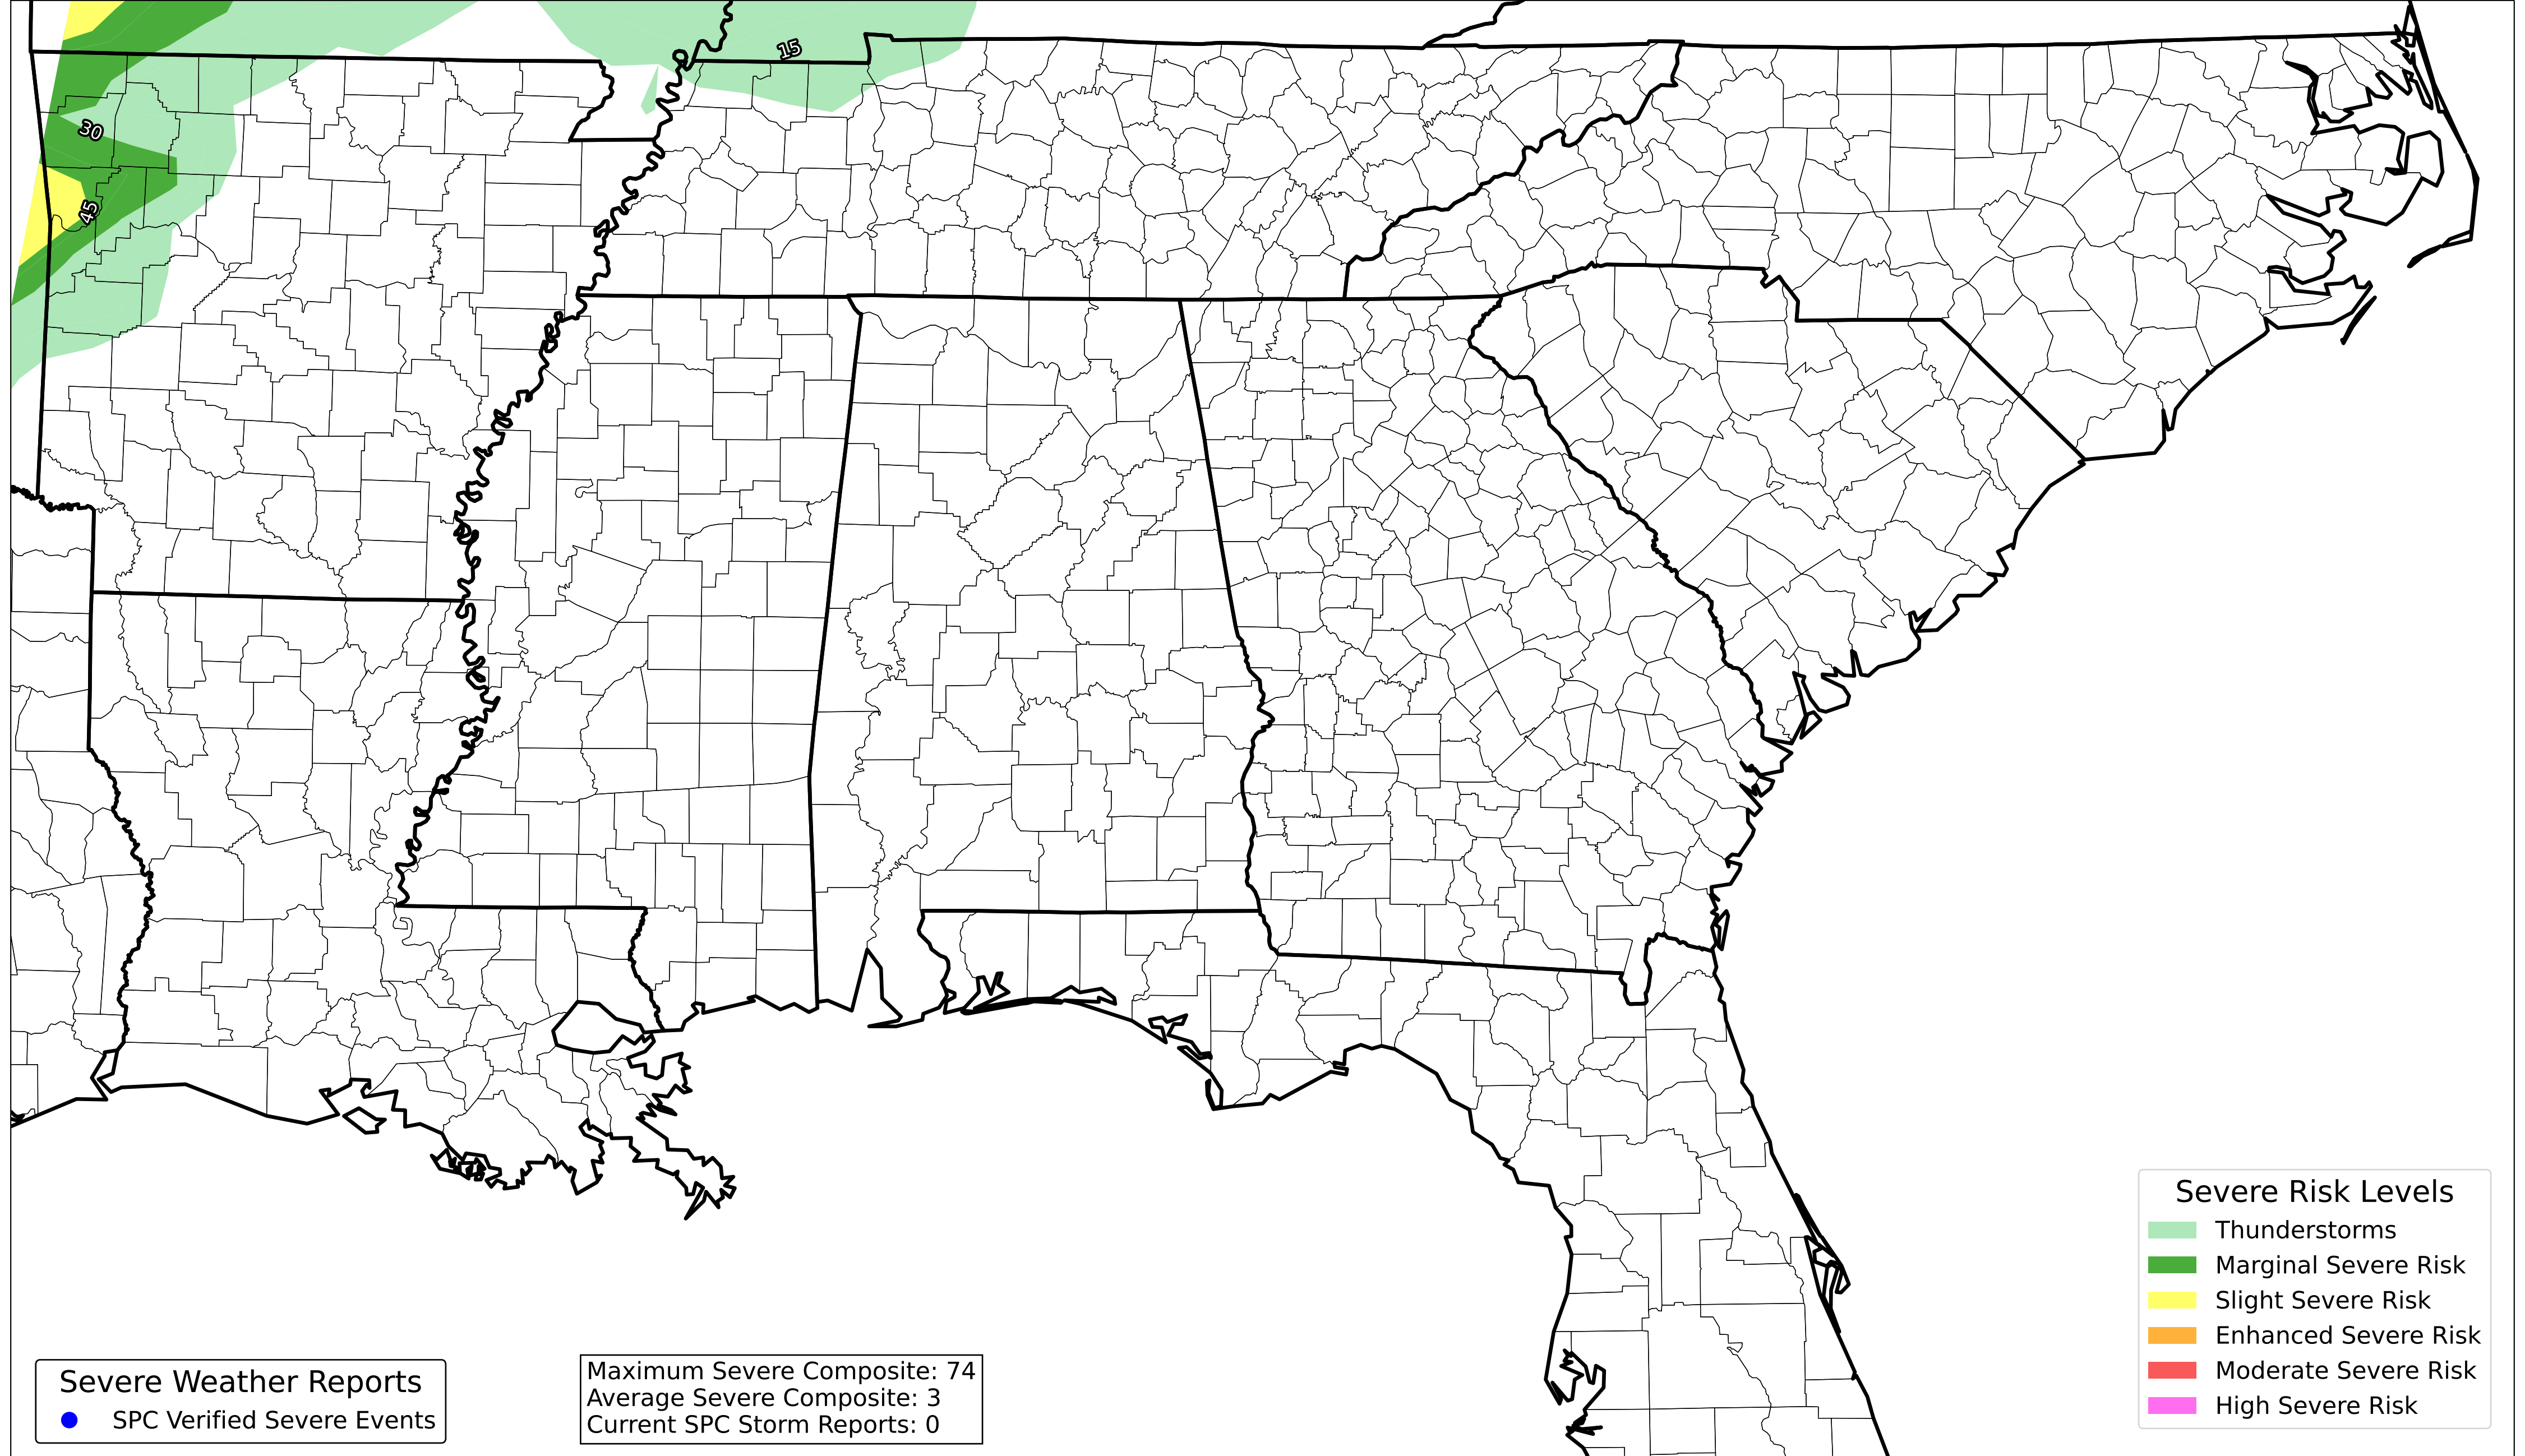 15
30
45
Severe Risk Levels
Thunderstorms
Marginal Severe Risk
Slight Severe Risk
Enhanced Severe Risk
Moderate Severe Risk
High Severe Risk
Severe Weather Reports
SPC Verified Severe Events
Maximum Severe Composite: 74
Average Severe Composite: 3
Current SPC Storm Reports: 0